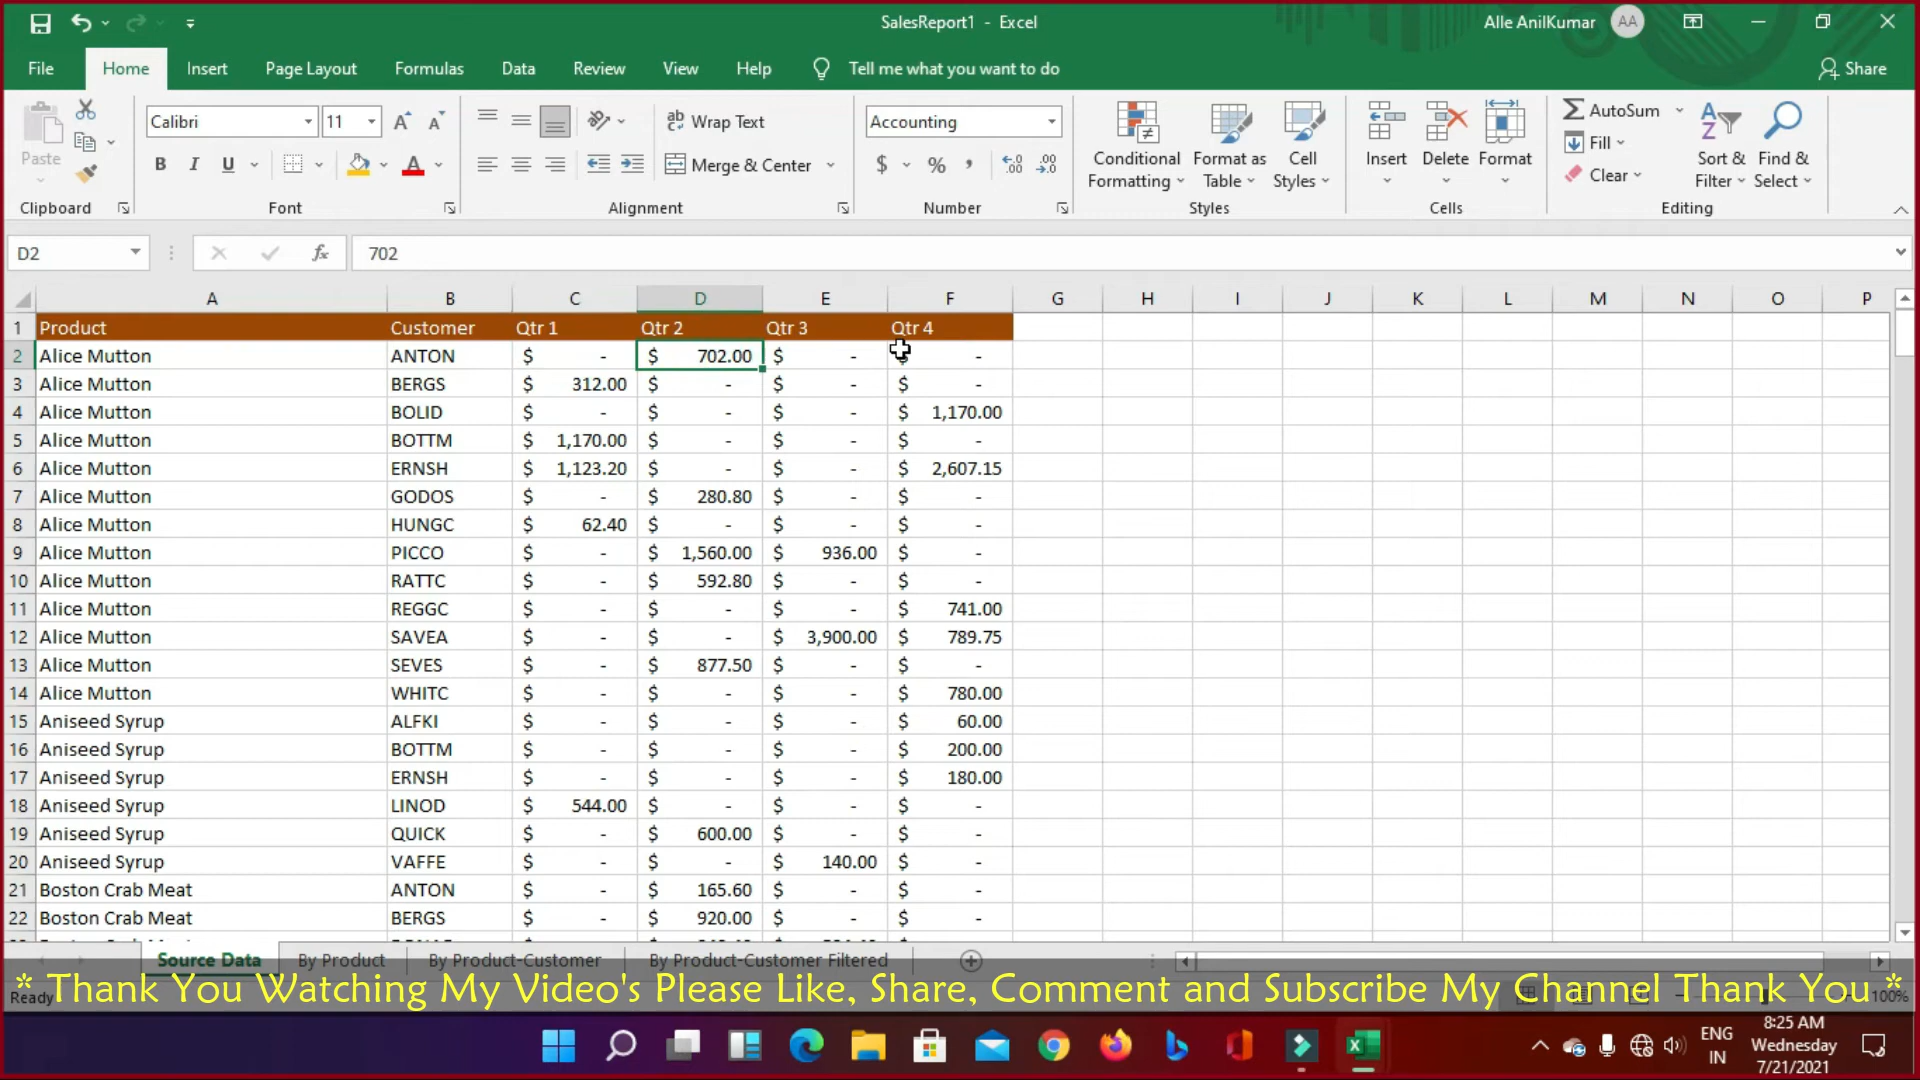 SalesReport1 - Excel
Alle AnilKumar AA
File Home Insert Page Layout Formulas Data Review View Help Tell me what you want to do Share
Paste
Calibri 11
B I U
Wrap Text
Merge & Center
Accounting
$ % ,
Conditional Formatting
Format as Table
Cell Styles
Insert Delete Format
AutoSum
Fill
Clear
Sort & Filter
Find & Select
Clipboard Font Alignment Number Styles Cells Editing
D2 fx 702
A B C D E F G H I J K L M N O P
1 Product Customer Qtr 1 Qtr 2 Qtr 3 Qtr 4
2 Alice Mutton ANTON $ - $ 702.00 $ - $ -
3 Alice Mutton BERGS $ 312.00 $ - $ - $ -
4 Alice Mutton BOLID $ - $ - $ - $ 1,170.00
5 Alice Mutton BOTTM $ 1,170.00 $ - $ - $ -
6 Alice Mutton ERNSH $ 1,123.20 $ - $ - $ 2,607.15
7 Alice Mutton GODOS $ - $ 280.80 $ - $ -
8 Alice Mutton HUNGC $ 62.40 $ - $ - $ -
9 Alice Mutton PICCO $ - $ 1,560.00 $ 936.00 $ -
10 Alice Mutton RATTC $ - $ 592.80 $ - $ -
11 Alice Mutton REGGC $ - $ - $ - $ 741.00
12 Alice Mutton SAVEA $ - $ - $ 3,900.00 $ 789.75
13 Alice Mutton SEVES $ - $ 877.50 $ - $ -
14 Alice Mutton WHITC $ - $ - $ - $ 780.00
15 Aniseed Syrup ALFKI $ - $ - $ - $ 60.00
16 Aniseed Syrup BOTTM $ - $ - $ - $ 200.00
17 Aniseed Syrup ERNSH $ - $ - $ - $ 180.00
18 Aniseed Syrup LINOD $ 544.00 $ - $ - $ -
19 Aniseed Syrup QUICK $ - $ 600.00 $ - $ -
20 Aniseed Syrup VAFFE $ - $ - $ 140.00 $ -
21 Boston Crab Meat ANTON $ - $ 165.60 $ - $ -
22 Boston Crab Meat BERGS $ - $ 920.00 $ - $ -
Source Data By Product By Product-Customer By Product-Customer Filtered
* Thank You Watching My Video's Please Like, Share, Comment and Subscribe My Channel Thank You *
Ready 100%
ENG IN
8:25 AM
Wednesday
7/21/2021